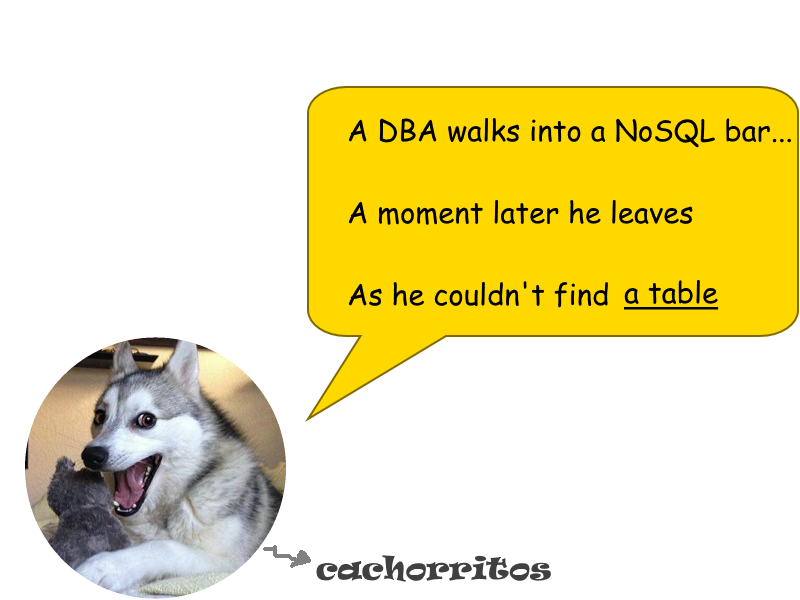 A DBA walks into a NoSQL bar...
A moment later he leaves
As he couldn't find a table
cachorritos